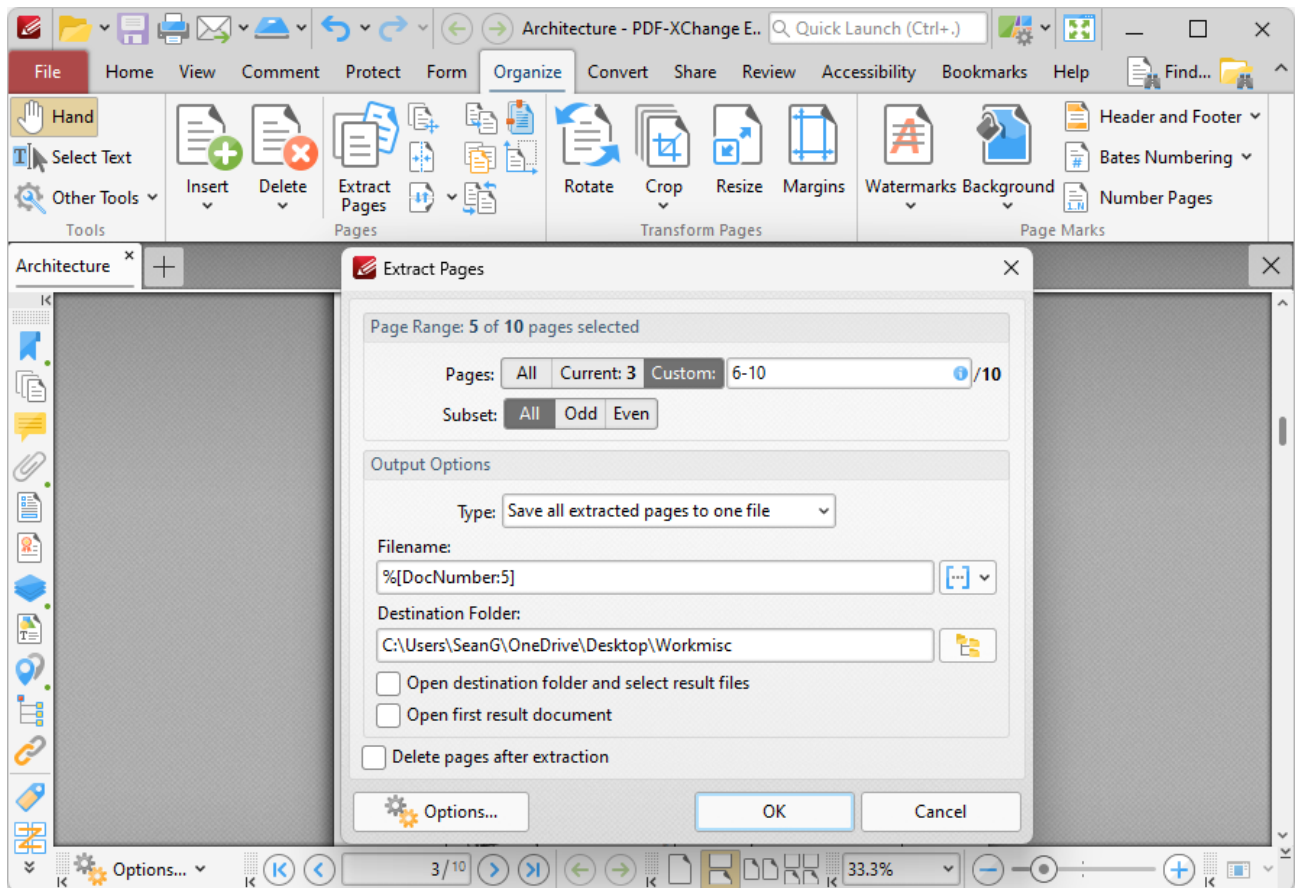 Architecture - PDF-XChange E.. Quick Launch (Ctrl+.)
File Home View Comment Protect Form Organize Convert Share Review Accessibility Bookmarks Help Find...
Hand
Select Text
Other Tools
Tools
Insert
Delete
Extract
Pages
Pages
Rotate
Crop
Resize
Margins
Transform Pages
Watermarks
Background
Header and Footer
Bates Numbering
Number Pages
Page Marks
Architecture
Extract Pages
Page Range: 5 of 10 pages selected
Pages: All Current: 3 Custom: 6-10 /10
Subset: All Odd Even
Output Options
Type: Save all extracted pages to one file
Filename:
%[DocNumber:5]
Destination Folder:
C:\Users\SeanG\OneDrive\Desktop\Workmisc
Open destination folder and select result files
Open first result document
Delete pages after extraction
Options... OK Cancel
Options... 3/10 33.3%